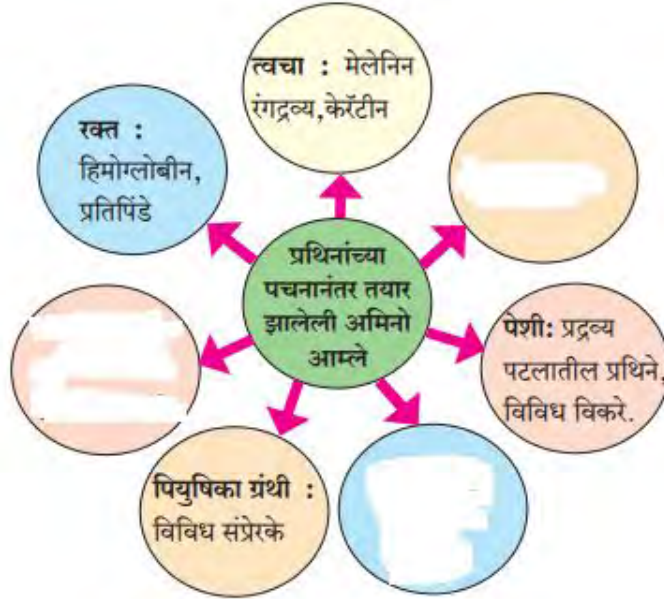 त्वचा : मेलेनिन
रंगद्रव्य,केरॅटीन
रक्त :
हिमोग्लोबीन,
प्रतिपिंडे
प्रथिनांच्या
पचनानंतर तयार
झालेली अमिनो
आम्ले
पेशी: प्रद्रव्य
पटलातील प्रथिने,
विविध विकरे.
पियुषिका ग्रंथी :
विविध संप्रेरके